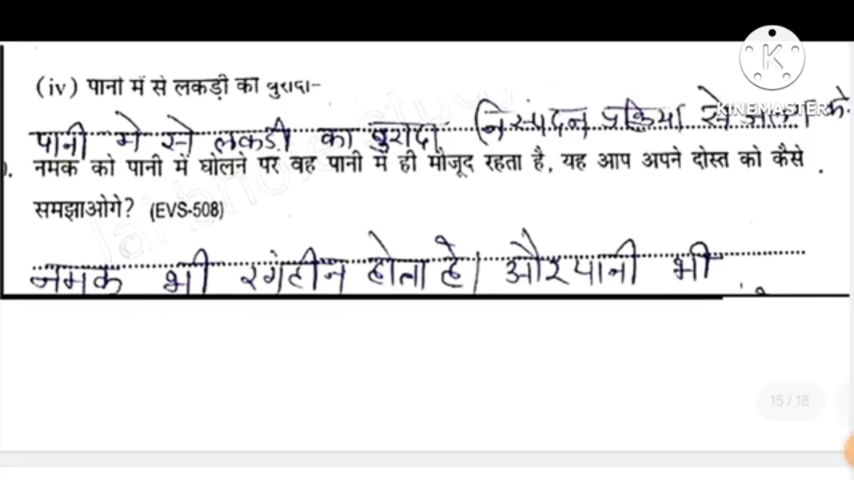 K
KINEMASTER
(iv) पानी में से लकड़ी का बुरादा-
पानी मे से लकडी का बुरादा निस्पंदन प्रक्रिया से के
). नमक को पानी में घोलने पर वह पानी में ही मौजूद रहता है, यह आप अपने दोस्त को कैसे
समझाओगे? (EVS-508)
नमक भी रगंहीन होता हे। और पानी भी
15 / 18